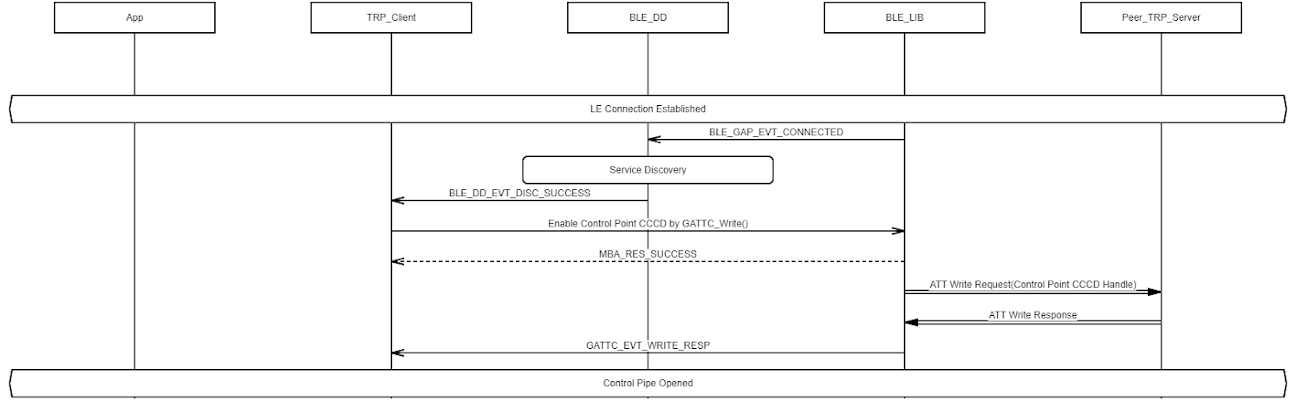 App
TRP_Client
BLE_DD
BLE_LIB
Peer_TRP_Server
LE Connection Established
BLE_GAP_EVT_CONNECTED
Service Discovery
BLE_DD_EVT_DISC_SUCCESS
Enable Control Point CCCD by GATTC_Write()
MBA_RES_SUCCESS
ATT Write Request(Control Point CCCD Handle)
ATT Write Response
GATTC_EVT_WRITE_RESP
Control Pipe Opened